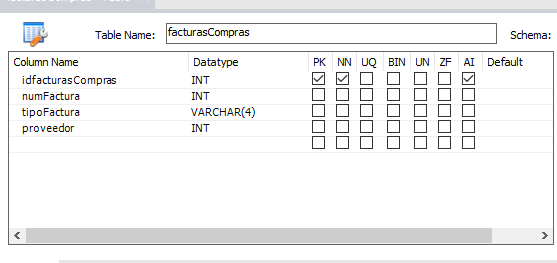 Table Name: facturasCompras Schema:
Column Name Datatype PK NN UQ BIN UN ZF AI Default
idfacturasCompras INT
numFactura INT
tipoFactura VARCHAR(4)
proveedor INT